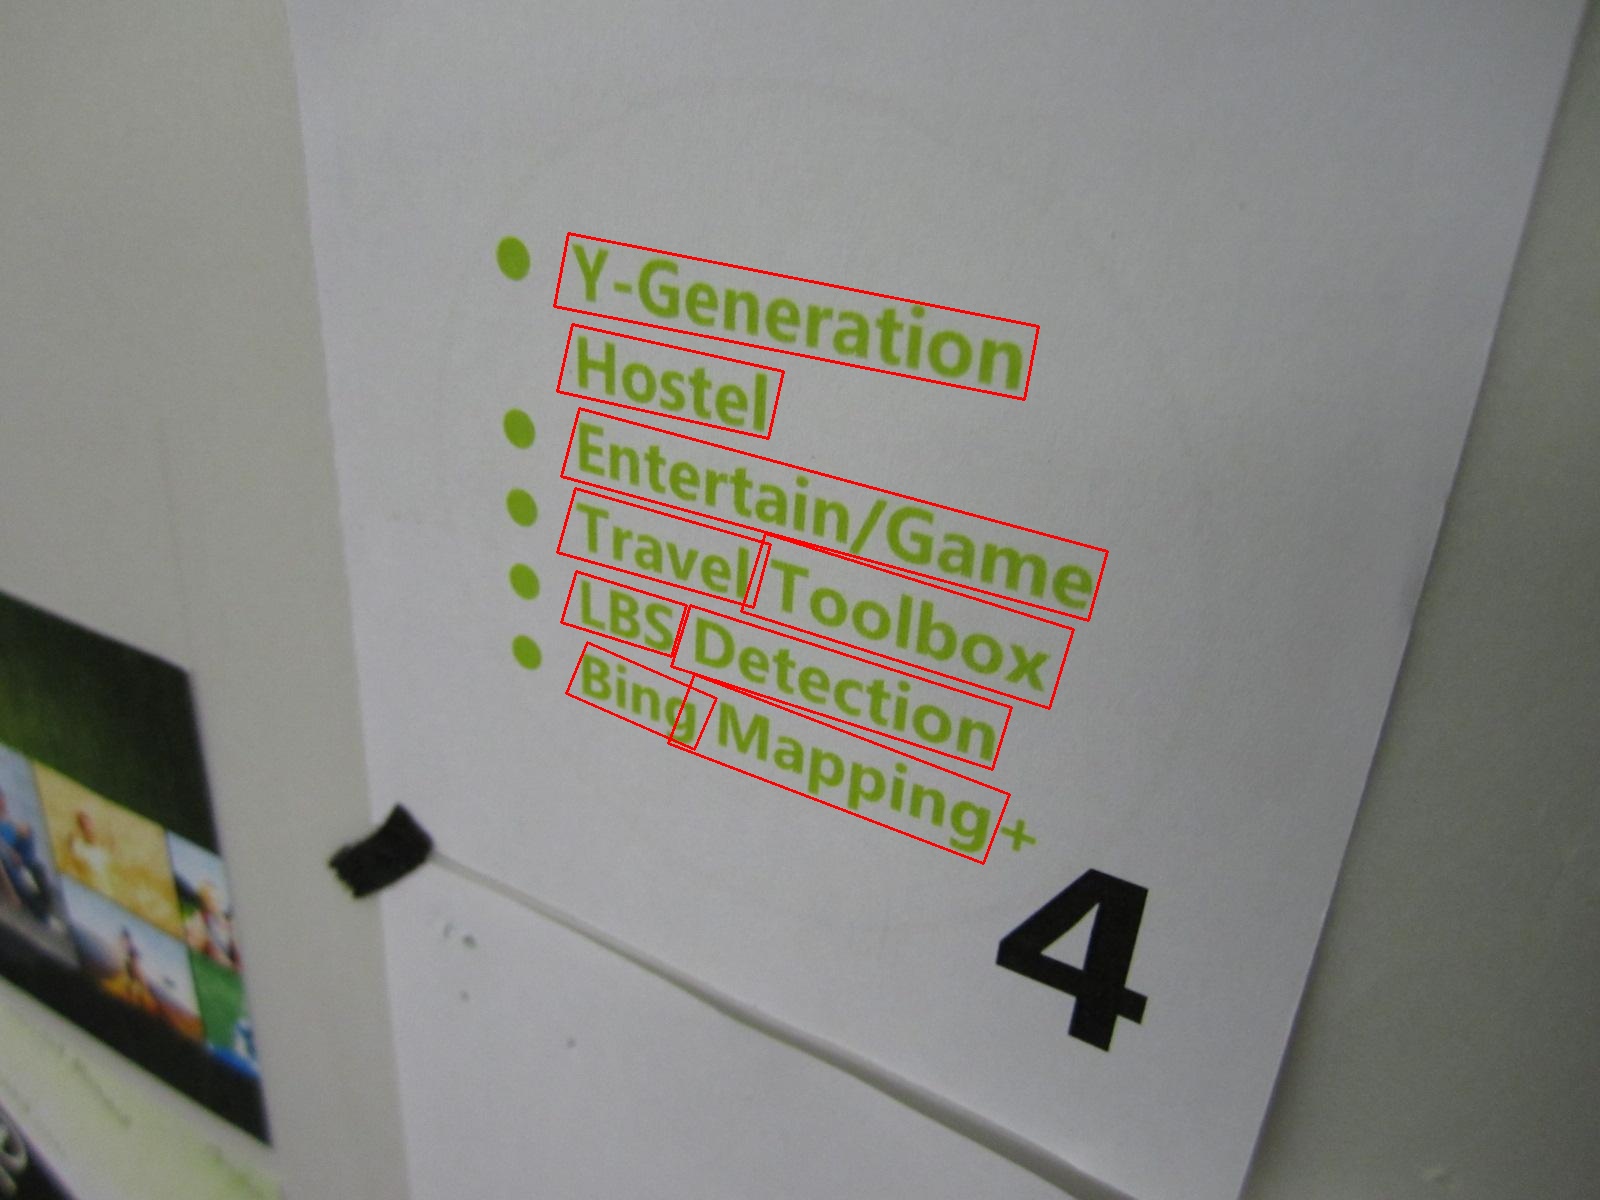 Y-Generation
Hostel
Entertain/Game
Travel Toolbox
LBS Detection
Bing Mapping+
4